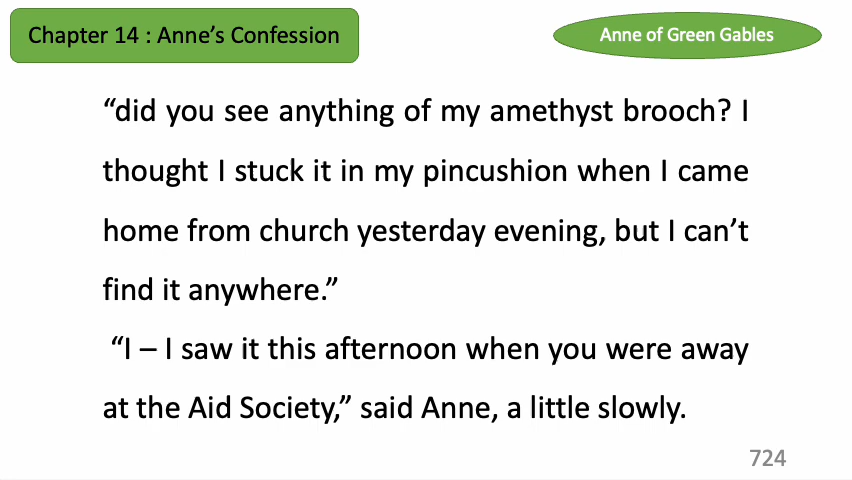 Chapter 14 : Anne’s Confession
Anne of Green Gables
“did you see anything of my amethyst brooch? I
thought I stuck it in my pincushion when I came
home from church yesterday evening, but I can’t
find it anywhere.”
“I – I saw it this afternoon when you were away
at the Aid Society,” said Anne, a little slowly.
724